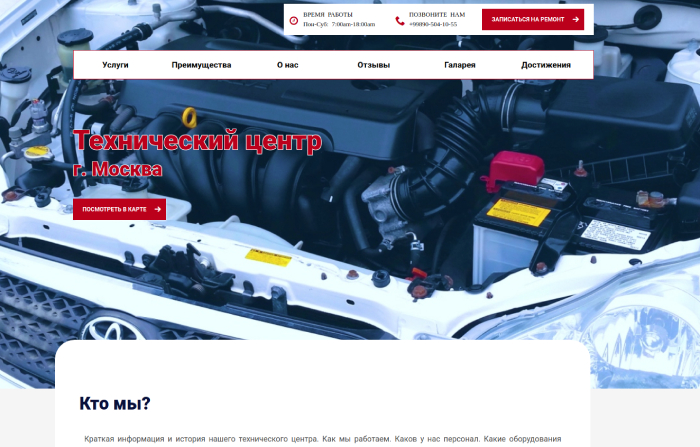 ВРЕМЯ РАБОТЫ
Пон-Суб: 7:00am-18:00am
ПОЗВОНИТЕ НАМ
+99890-504-10-55
ЗАПИСАТЬСЯ НА РЕМОНТ
Услуги Преимущества О нас Отзывы Галарея Достижения
Технический центр
г. Москва
ПОСМОТРЕТЬ В КАРТЕ
Кто мы?
Краткая информация и история нашего технического центра. Как мы работаем. Каков у нас персонал. Какие оборудования